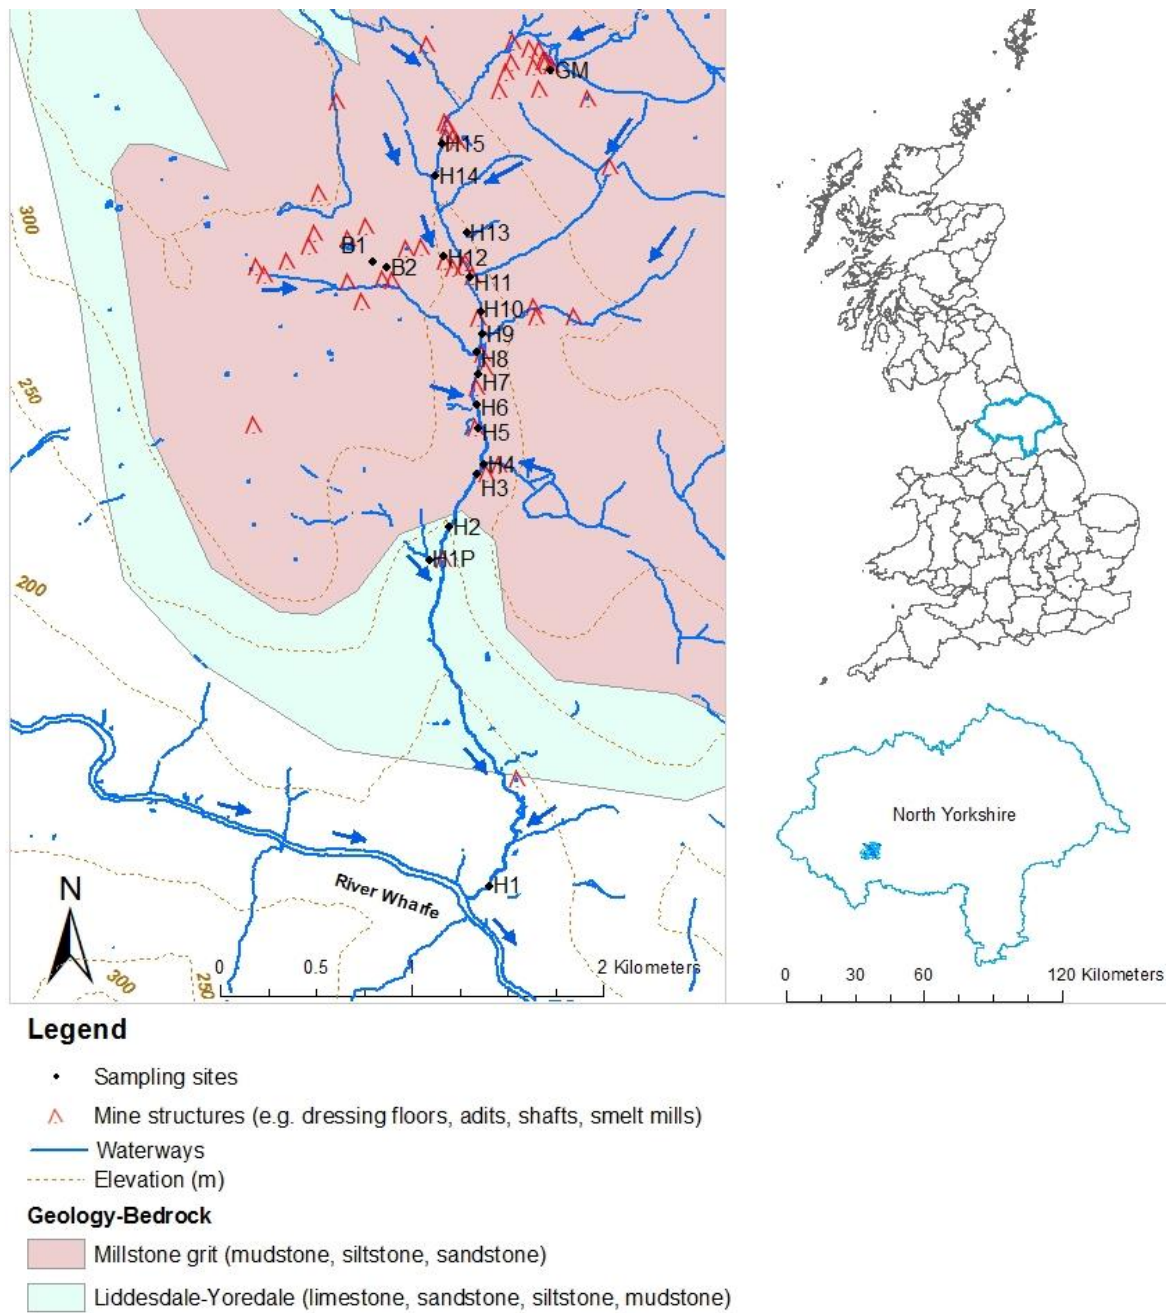 GM
H15
H14
300
H13
B1
H12
B2
H11
H10
H9
H8
H7
250
H6
H5
H4
H3
H2
H1P
200
North Yorkshire
H1
River Wharfe
N
0 0.5 1 2 Kilometers
300
250
0 30 60 120 Kilometers
Legend
Sampling sites
Mine structures (e.g. dressing floors, adits, shafts, smelt mills)
Waterways
Elevation (m)
Geology-Bedrock
Millstone grit (mudstone, siltstone, sandstone)
Liddesdale-Yoredale (limestone, sandstone, siltstone, mudstone)